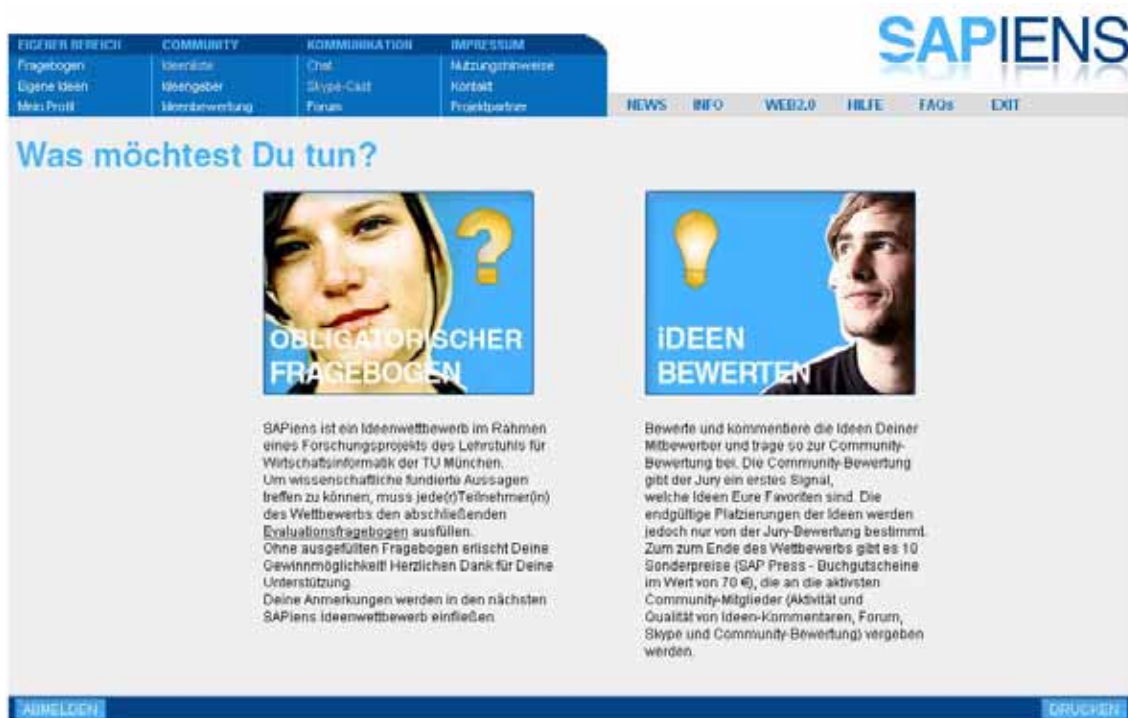 SAPIENS
EIGENER BEREICH COMMUNITY KOMMUNIKATION IMPRESSUM
Fragebogen Ideenliste Chat Nutzungshinweise
Eigene Ideen Ideengeber Skype-Cast Kontakt
Mein Profil Ideenbewertung Forum Projektpartner
NEWS INFO WEB2.0 HILFE FAQs EXIT
Was möchtest Du tun?
OBLIGATORISCHER
FRAGEBOGEN
iDEEN
BEWERTEN
SAPiens ist ein Ideenwettbewerb im Rahmen
eines Forschungsprojekts des Lehrstuhls für
Wirtschaftsinformatik der TU München.
Um wissenschaftliche fundierte Aussagen
treffen zu können, muss jede(r)Teilnehmer(in)
des Wettbewerbs den abschließenden
Evaluationsfragebogen ausfüllen.
Ohne ausgefüllten Fragebogen erlischt Deine
Gewinnmöglichkeit! Herzlichen Dank für Deine
Unterstützung.
Deine Anmerkungen werden in den nächsten
SAPiens Ideenwettbewerb einfließen.
Bewerte und kommentiere die Ideen Deiner
Mitbewerber und trage so zur Community-
Bewertung bei. Die Community-Bewertung
gibt der Jury ein erstes Signal,
welche Ideen Eure Favoriten sind. Die
endgültige Platzierungen der Ideen werden
jedoch nur von der Jury-Bewertung bestimmt.
Zum zum Ende des Wettbewerbs gibt es 10
Sonderpreise (SAP Press - Buchgutscheine
im Wert von 70 €), die an die aktivsten
Community-Mitglieder (Aktivität und
Qualität von Ideen-Kommentaren, Forum,
Skype und Community-Bewertung) vergeben
werden.
ABMELDEN DRUCKEN